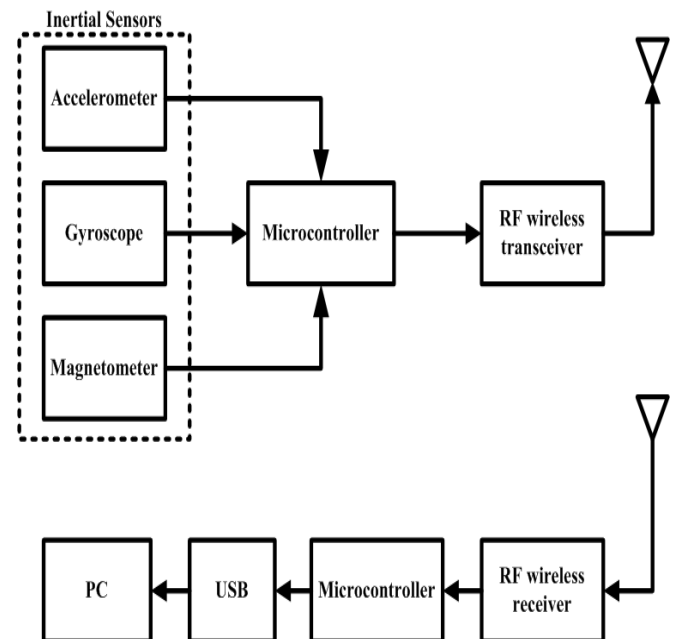 Inertial Sensors
Accelerometer
Gyroscope
Microcontroller
RF wireless
transceiver
Magnetometer
PC
USB
Microcontroller
RF wireless
receiver